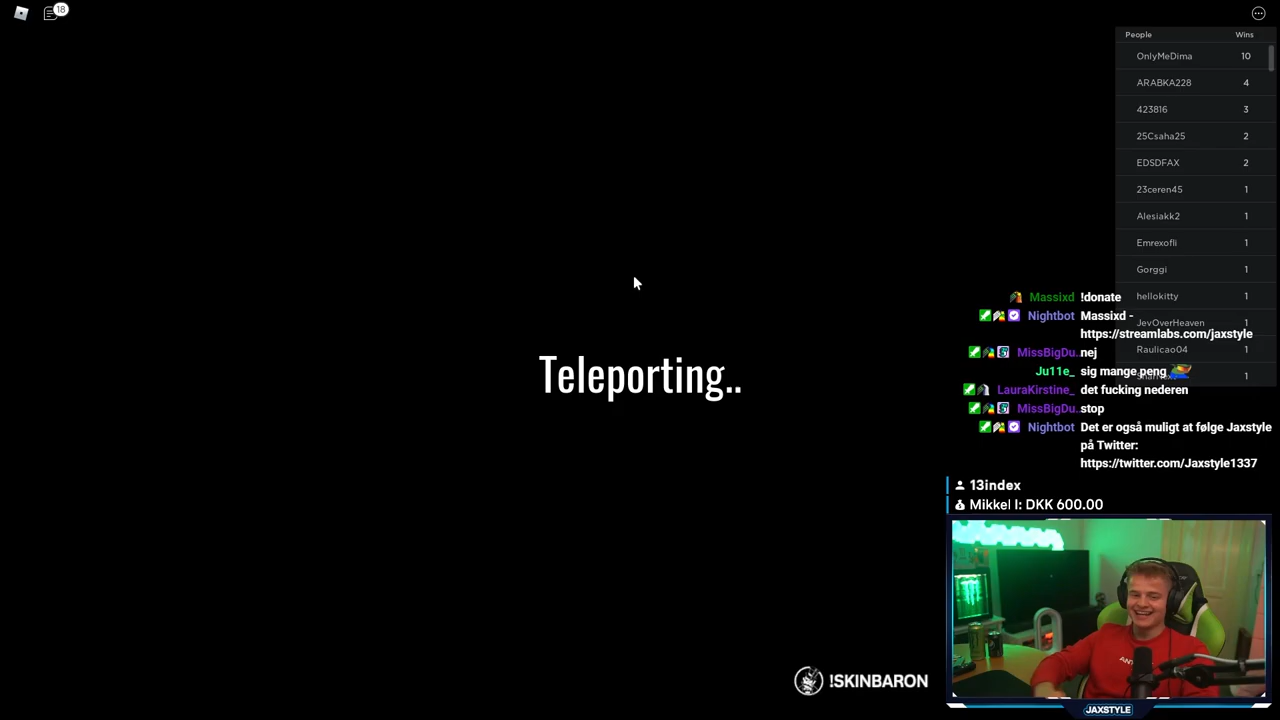 18
People Wins
OnlyMeDima 10
ARABKA228 4
423816 3
25Csaha25 2
EDSDFAX 2
23ceren45 1
Alesiakk2 1
Emrexofli 1
Gorggi 1
hellokitty 1
JevOverHeaven 1
Raulicao04 1
1
Massixd !donate
Nightbot Massixd -
https://streamlabs.com/jaxstyle
MissBigDu.. nej
Ju11e_ sig mange peng
LauraKirstine_ det fucking nederen
MissBigDu.. stop
Nightbot Det er også muligt at følge Jaxstyle
på Twitter:
https://twitter.com/Jaxstyle1337
Teleporting..
13index
Mikkel l: DKK 600.00
!SKINBARON
JAXSTYLE